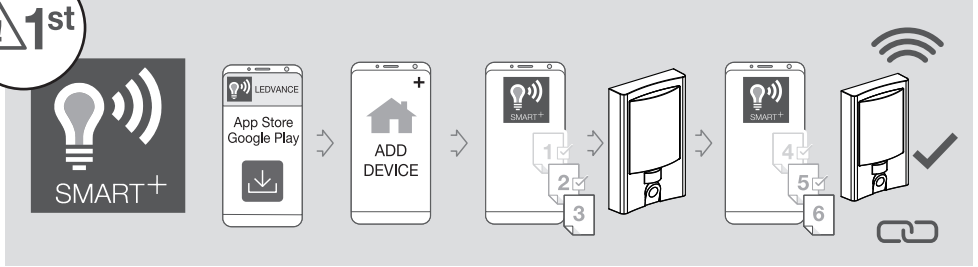 1st
SMART+
LEDVANCE
App Store
Google Play
+
ADD
DEVICE
SMART+
1
2
3
SMART+
4
5
6